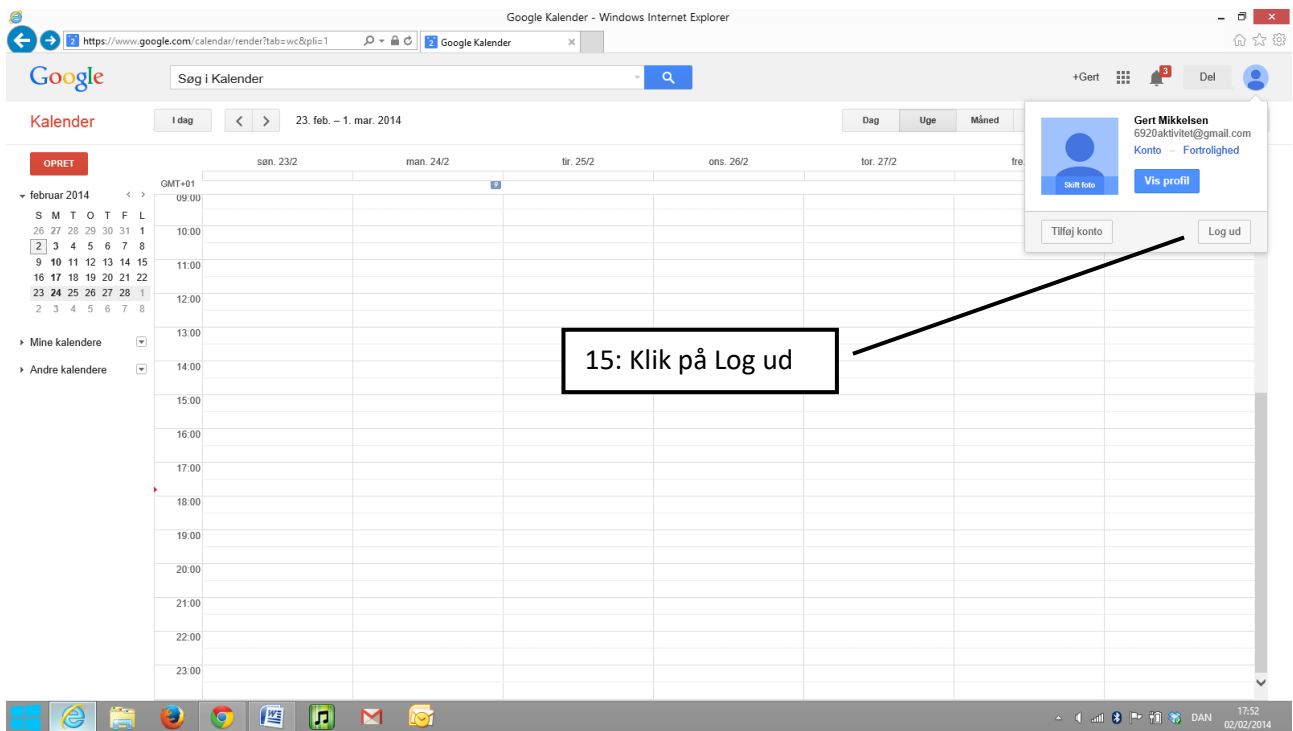 Google Kalender - Windows Internet Explorer
https://www.google.com/calendar/render?tab=wc&pli=1
2 Google Kalender
Google
Søg i Kalender
+Gert
3
Del
Kalender
I dag
23. feb. – 1. mar. 2014
Dag
Uge
Måned
Gert Mikkelsen
6920aktivitet@gmail.com
Konto – Fortrolighed
Skift foto
Vis profil
Tilføj konto
Log ud
OPRET
februar 2014
S M T O T F L
26 27 28 29 30 31 1
2 3 4 5 6 7 8
9 10 11 12 13 14 15
16 17 18 19 20 21 22
23 24 25 26 27 28 1
2 3 4 5 6 7 8
Mine kalendere
Andre kalendere
søn. 23/2 man. 24/2 tir. 25/2 ons. 26/2 tor. 27/2 fre
GMT+01
9
09:00
10:00
11:00
12:00
13:00
14:00
15:00
16:00
17:00
18:00
19:00
20:00
21:00
22:00
23:00
15: Klik på Log ud
DAN
17:52
02/02/2014